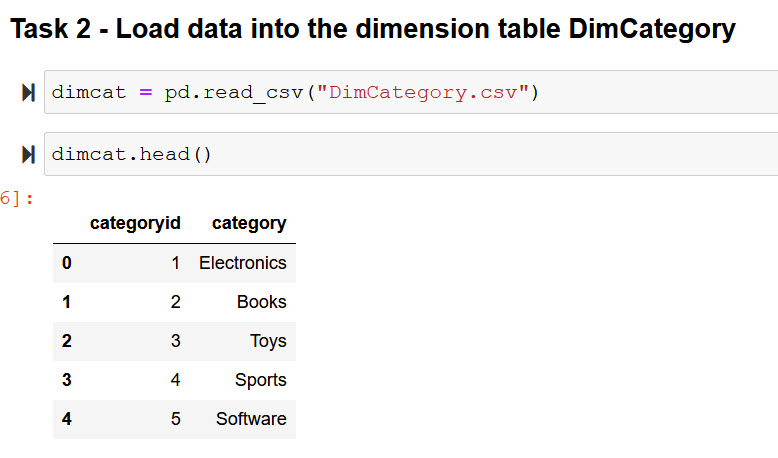 Task 2 - Load data into the dimension table DimCategory
dimcat = pd.read_csv("DimCategory.csv")
dimcat.head()
6]:
categoryid category
0 1 Electronics
1 2 Books
2 3 Toys
3 4 Sports
4 5 Software